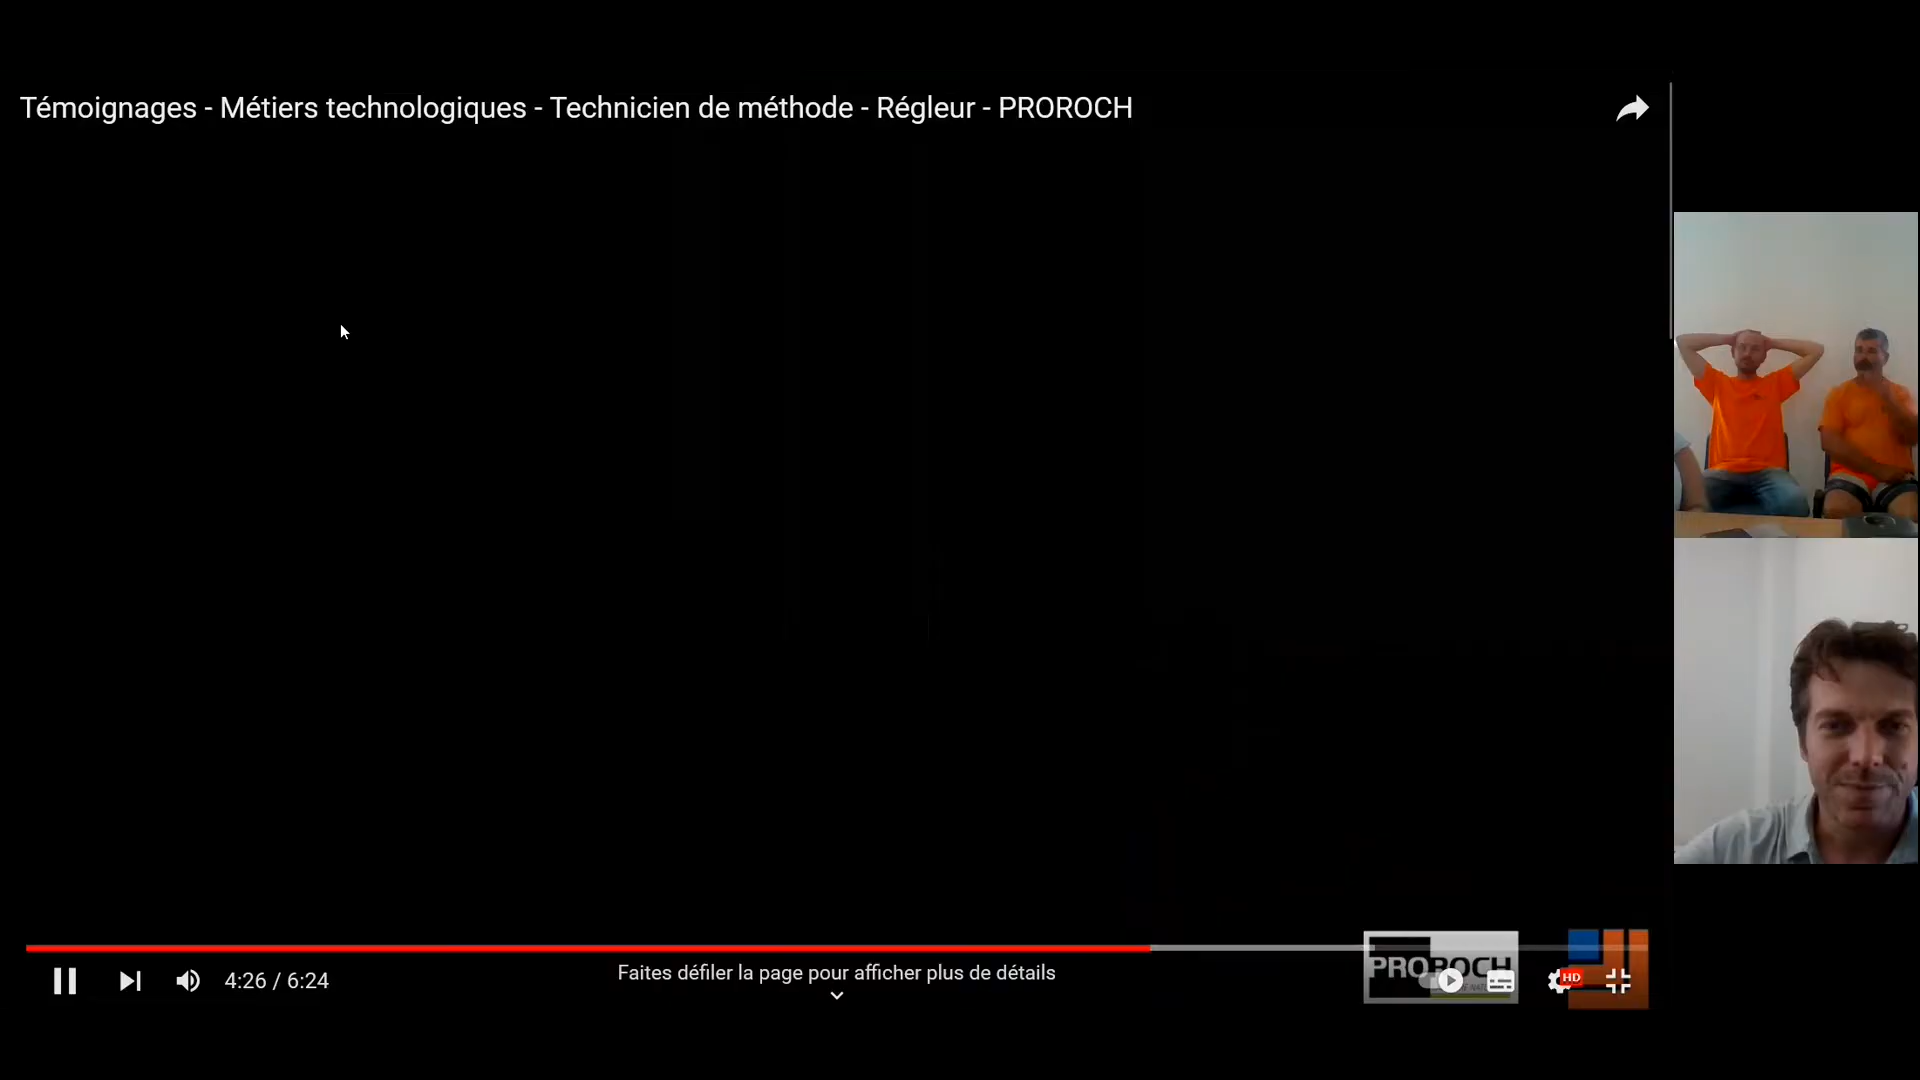 Témoignages - Métiers technologiques - Technicien de méthode - Régleur - PROROCH
4:26 / 6:24
Faites défiler la page pour afficher plus de détails
PROROCH
HD